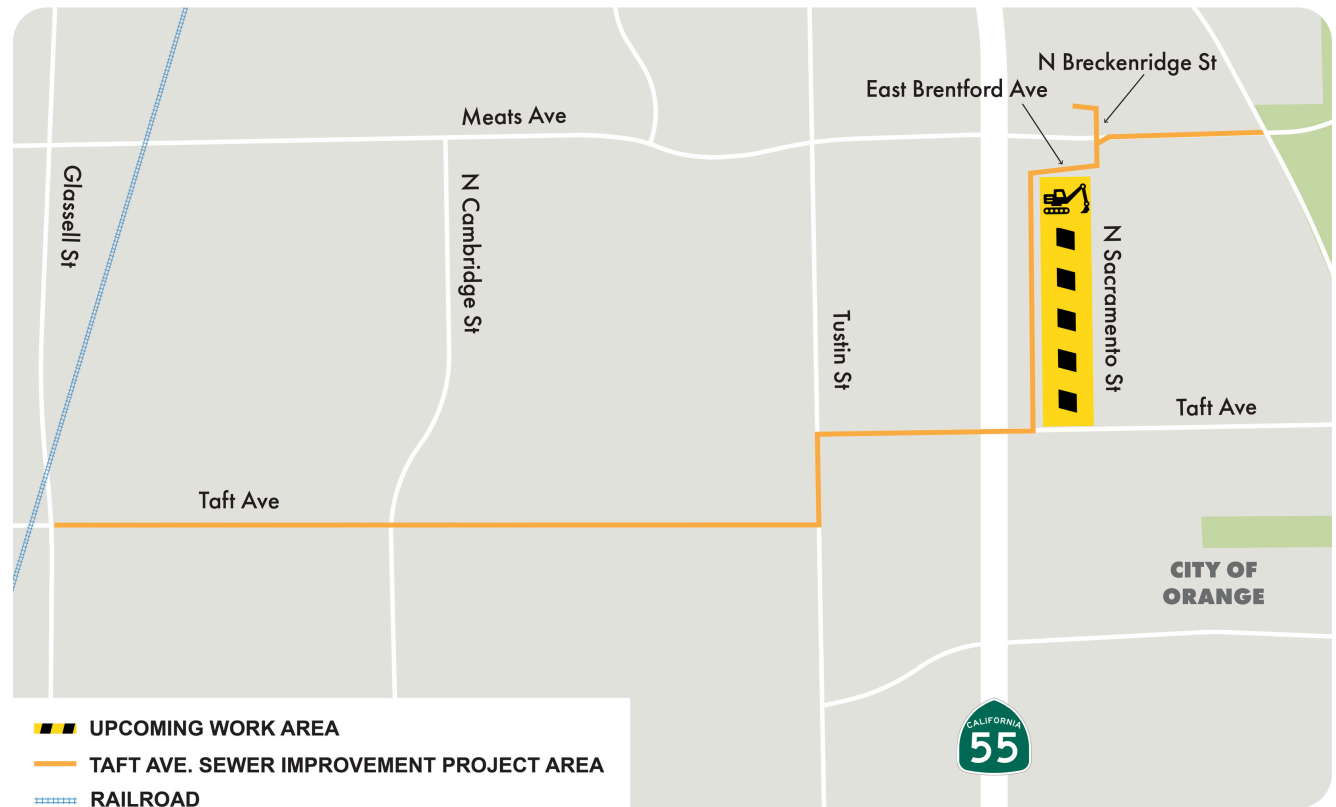 N Breckenridge St
East Brentford Ave
Meats Ave
Glassell St
N Cambridge St
N Sacramento St
Tustin St
Taft Ave
Taft Ave
CITY OF
ORANGE
CALIFORNIA
55
UPCOMING WORK AREA
TAFT AVE. SEWER IMPROVEMENT PROJECT AREA
RAILROAD